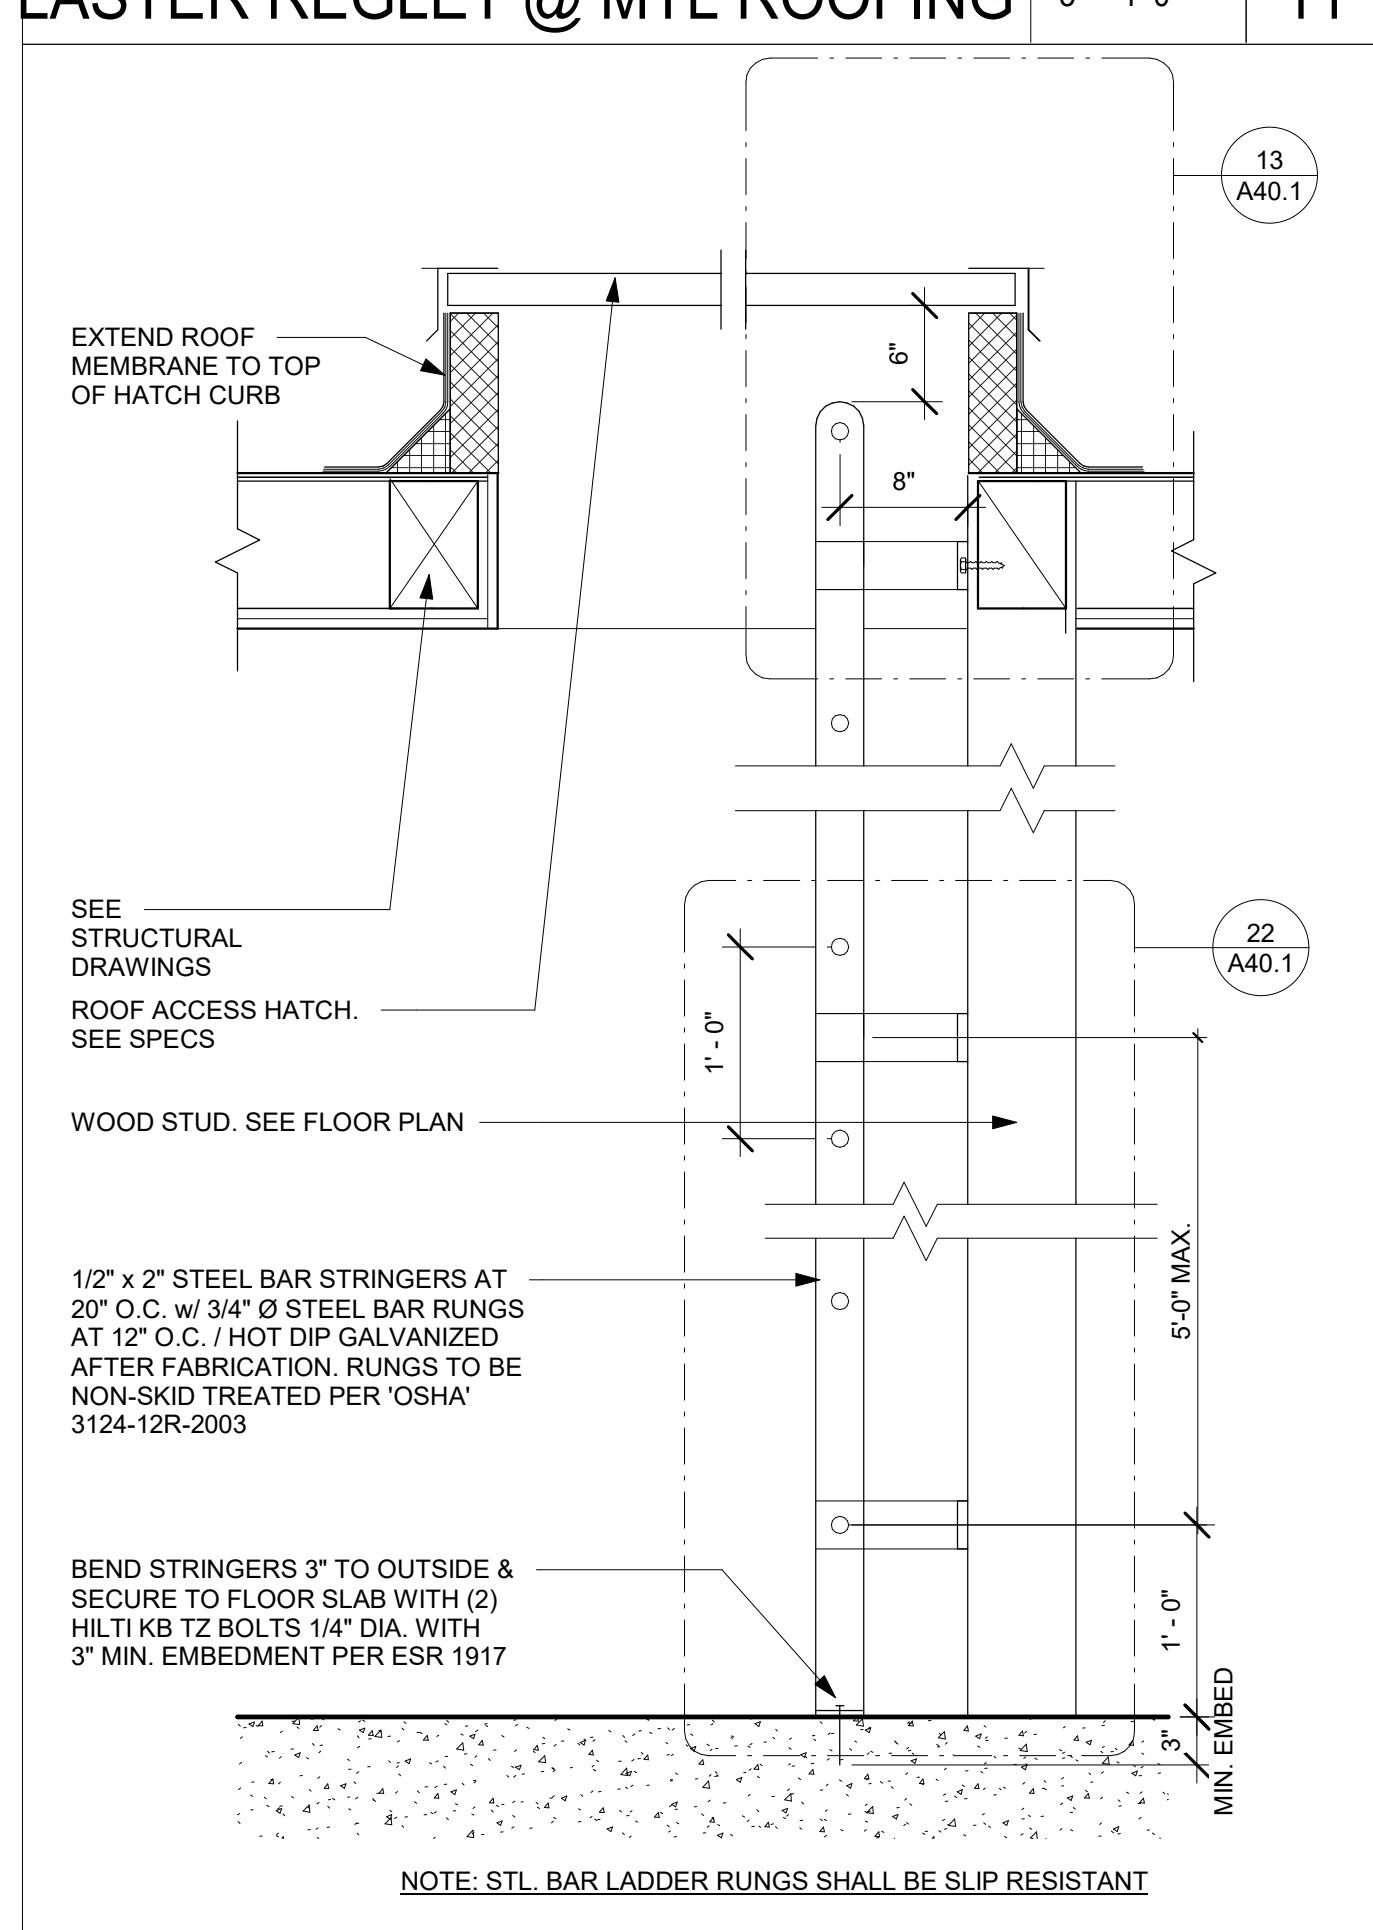 @ MTL ROOFING
11
13
A40.1
EXTEND ROOF
MEMBRANE TO TOP
OF HATCH CURB
6"
8"
SEE
STRUCTURAL
DRAWINGS
22
A40.1
ROOF ACCESS HATCH.
SEE SPECS
1' - 0"
WOOD STUD. SEE FLOOR PLAN
5'-0" MAX.
1/2" x 2" STEEL BAR STRINGERS AT
20" O.C. w/ 3/4" Ø STEEL BAR RUNGS
AT 12" O.C. / HOT DIP GALVANIZED
AFTER FABRICATION. RUNGS TO BE
NON-SKID TREATED PER 'OSHA'
3124-12R-2003
BEND STRINGERS 3" TO OUTSIDE &
SECURE TO FLOOR SLAB WITH (2)
HILTI KB TZ BOLTS 1/4" DIA. WITH
3" MIN. EMBEDMENT PER ESR 1917
1' - 0"
3"
MIN. EMBED
NOTE: STL. BAR LADDER RUNGS SHALL BE SLIP RESISTANT